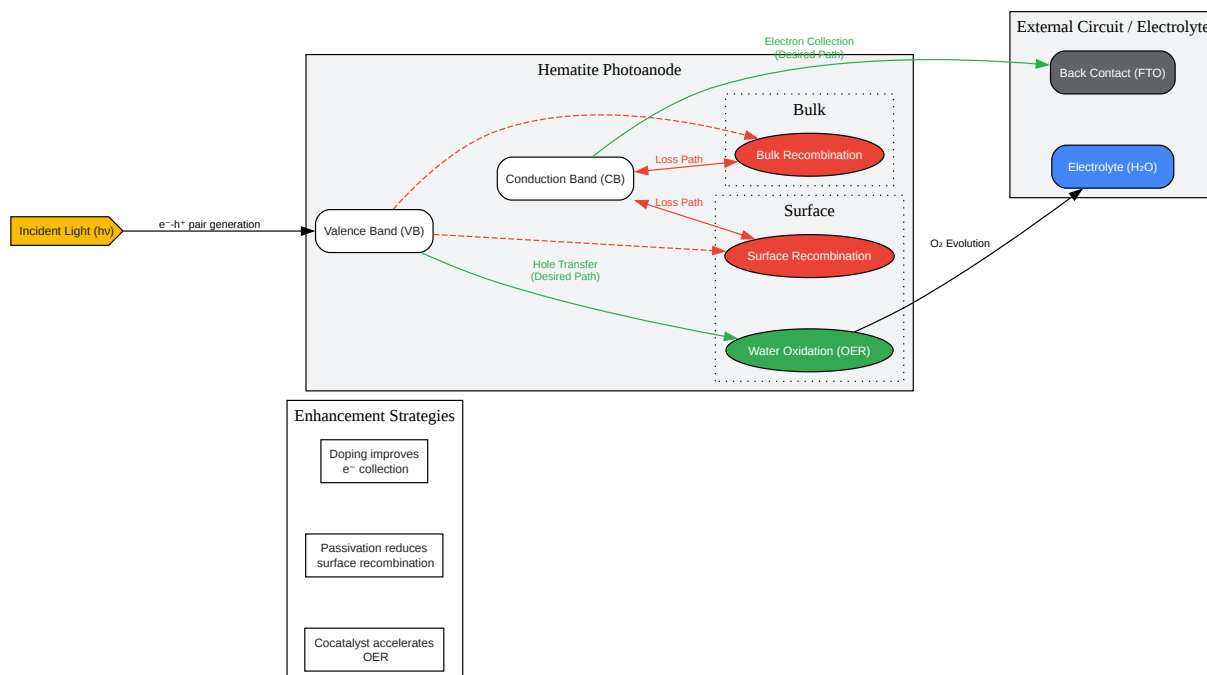 External Circuit / Electrolyte
Electron Collection
(Desired Path)
Back Contact (FTO)
Hematite Photoanode
Bulk
Bulk Recombination
Loss Path
Electrolyte (H₂O)
Conduction Band (CB)
Loss Path
Surface
Incident Light (hν)
e⁻-h⁺ pair generation
Valence Band (VB)
O₂ Evolution
Surface Recombination
Hole Transfer
(Desired Path)
Water Oxidation (OER)
Enhancement Strategies
Doping improves
e⁻ collection
Passivation reduces
surface recombination
Cocatalyst accelerates
OER